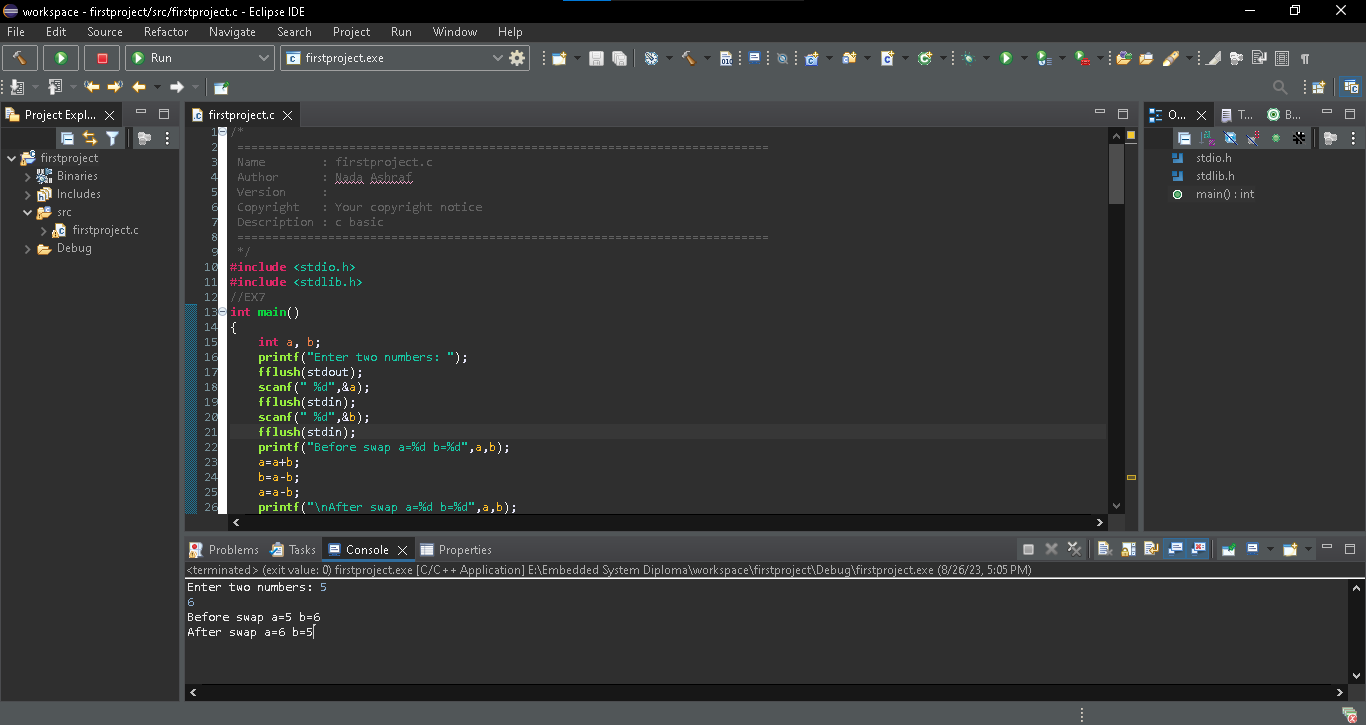 workspace - firstproject/src/firstproject.c - Eclipse IDE
File Edit Source Refactor Navigate Search Project Run Window Help
Run firstproject.exe
Project Expl...
firstproject
Binaries
Includes
src
firstproject.c
Debug
firstproject.c
1 /*
2 ============================================================================
3 Name : firstproject.c
4 Author : Nada Ashraf
5 Version :
6 Copyright : Your copyright notice
7 Description : c basic
8 ============================================================================
9 */
10 #include <stdio.h>
11 #include <stdlib.h>
12 //EX7
13 int main()
14 {
15 int a, b;
16 printf("Enter two numbers: ");
17 fflush(stdout);
18 scanf(" %d",&a);
19 fflush(stdin);
20 scanf(" %d",&b);
21 fflush(stdin);
22 printf("Before swap a=%d b=%d",a,b);
23 a=a+b;
24 b=a-b;
25 a=a-b;
26 printf("\nAfter swap a=%d b=%d",a,b);
O... T... B...
stdio.h
stdlib.h
main() : int
Problems Tasks Console Properties
<terminated> (exit value: 0) firstproject.exe [C/C++ Application] E:\Embedded System Diploma\workspace\firstproject\Debug\firstproject.exe (8/26/23, 5:05 PM)
Enter two numbers: 5
6
Before swap a=5 b=6
After swap a=6 b=5